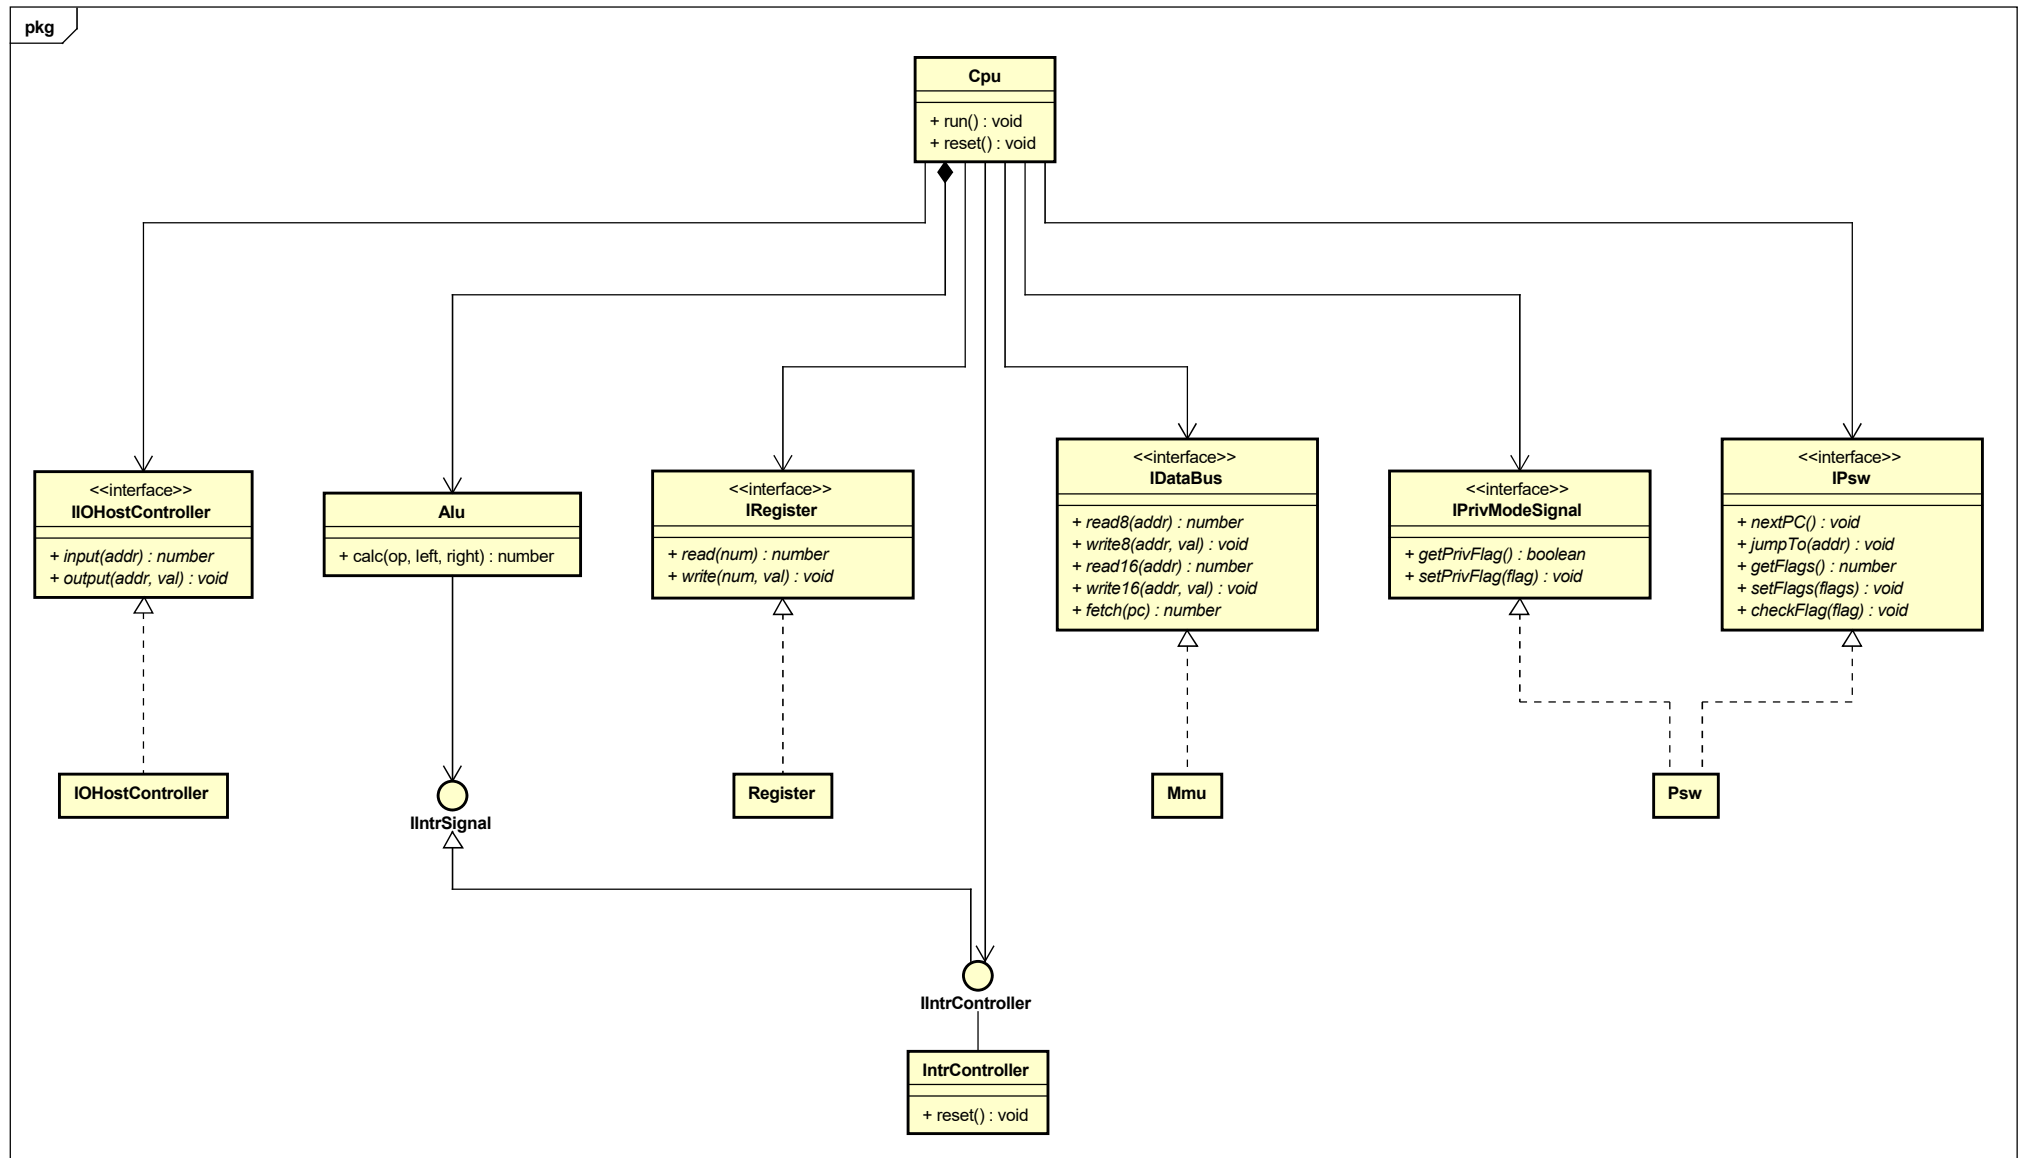 pkg
Cpu
+ run() : void
+ reset() : void
<<interface>>
IIOHostController
+ input(addr) : number
+ output(addr, val) : void
Alu
+ calc(op, left, right) : number
<<interface>>
IRegister
+ read(num) : number
+ write(num, val) : void
<<interface>>
IDataBus
+ read8(addr) : number
+ write8(addr, val) : void
+ read16(addr) : number
+ write16(addr, val) : void
+ fetch(pc) : number
<<interface>>
IPrivModeSignal
+ getPrivFlag() : boolean
+ setPrivFlag(flag) : void
<<interface>>
IPsw
+ nextPC() : void
+ jumpTo(addr) : void
+ getFlags() : number
+ setFlags(flags) : void
+ checkFlag(flag) : void
IOHostController
IIntrSignal
Register
Mmu
Psw
IIntrController
IntrController
+ reset() : void